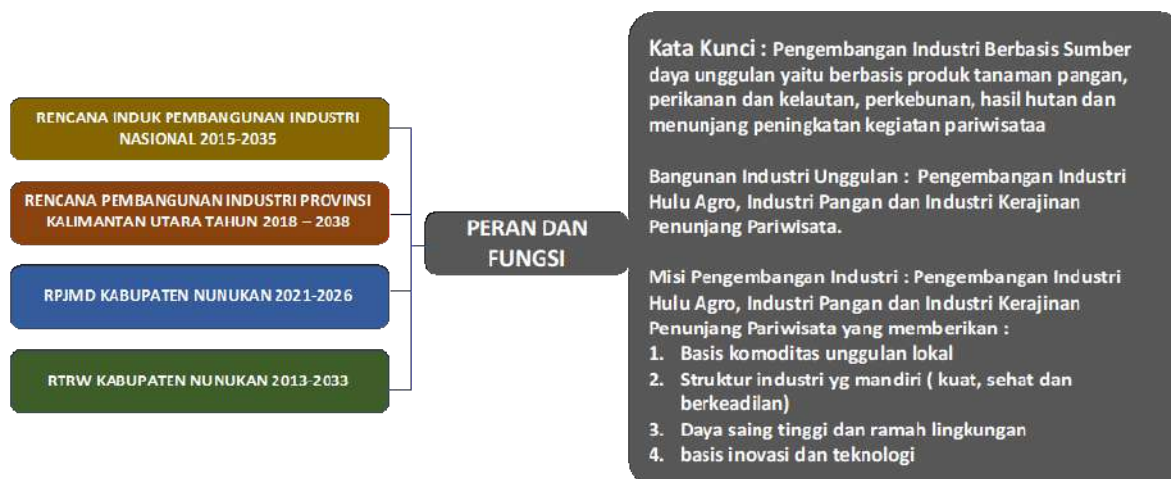 RENCANA INDUK PEMBANGUNAN INDUSTRI
NASIONAL 2015-2035
RENCANA PEMBANGUNAN INDUSTRI PROVINSI
KALIMANTAN UTARA TAHUN 2018 – 2038
RPJMD KABUPATEN NUNUKAN 2021-2026
RTRW KABUPATEN NUNUKAN 2013-2033
PERAN DAN
FUNGSI
Kata Kunci : Pengembangan Industri Berbasis Sumber
daya unggulan yaitu berbasis produk tanaman pangan,
perikanan dan kelautan, perkebunan, hasil hutan dan
menunjang peningkatan kegiatan pariwisataa
Bangunan Industri Unggulan : Pengembangan Industri
Hulu Agro, Industri Pangan dan Industri Kerajinan
Penunjang Pariwisata.
Misi Pengembangan Industri : Pengembangan Industri
Hulu Agro, Industri Pangan dan Industri Kerajinan
Penunjang Pariwisata yang memberikan :
1. Basis komoditas unggulan lokal
2. Struktur industri yg mandiri ( kuat, sehat dan
berkeadilan)
3. Daya saing tinggi dan ramah lingkungan
4. basis inovasi dan teknologi